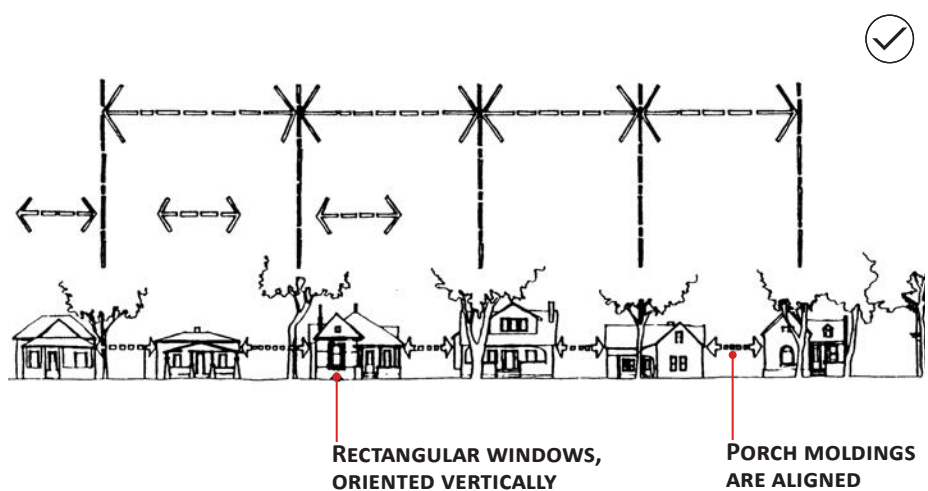 RECTANGULAR WINDOWS,
ORIENTED VERTICALLY
PORCH MOLDINGS
ARE ALIGNED